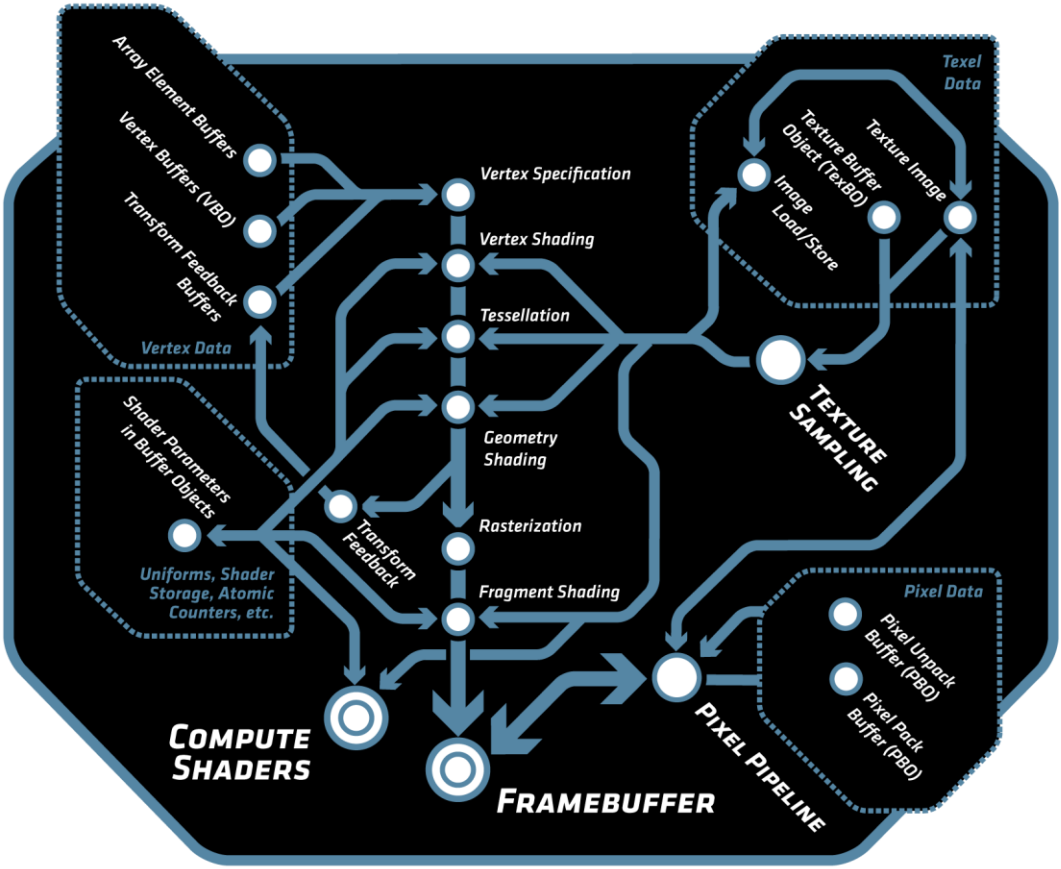 Array Element Buffers
Vertex Buffers (VBO)
Transform Feedback
Buffers
Vertex Data
Shader Parameters
in Buffer Objects
Uniforms, Shader
Storage, Atomic
Counters, etc.
Vertex Specification
Vertex Shading
Tessellation
Geometry
Shading
Transform
Feedback
Rasterization
Fragment Shading
Texel
Data
Image
Load/Store
Texture Buffer
Object (TexBO)
Texture Image
Texture
Sampling
Pixel Data
Pixel Unpack
Buffer (PBO)
Pixel Pack
Buffer (PBO)
Pixel Pipeline
Compute
Shaders
Framebuffer